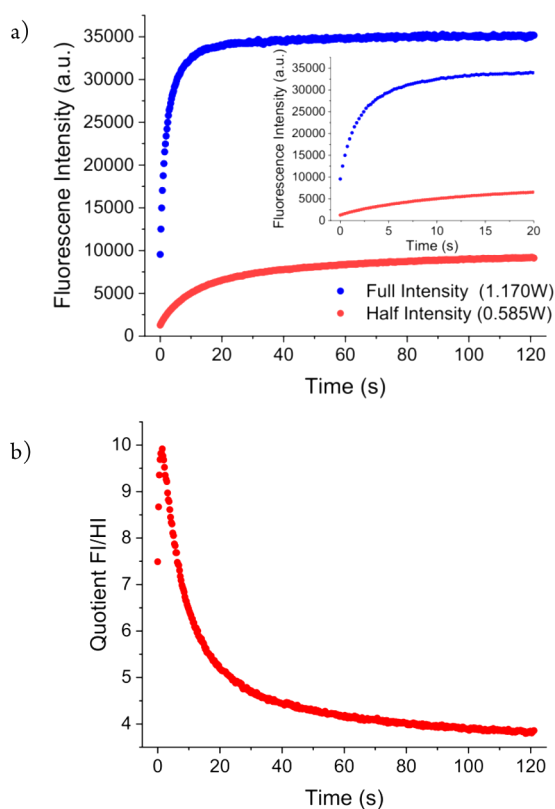 a)
Fluorescene Intensity (a.u.)
35000
30000
25000
20000
15000
10000
5000
0
0 20 40 60 80 100 120
Time (s)
Fluorescence Intensity (a.u.)
35000
30000
25000
20000
15000
10000
5000
0
0 5 10 15 20
Time (s)
Full Intensity (1.170W)
Half Intensity (0.585W)
b)
Quotient FI/HI
10
9
8
7
6
5
4
0 20 40 60 80 100 120
Time (s)